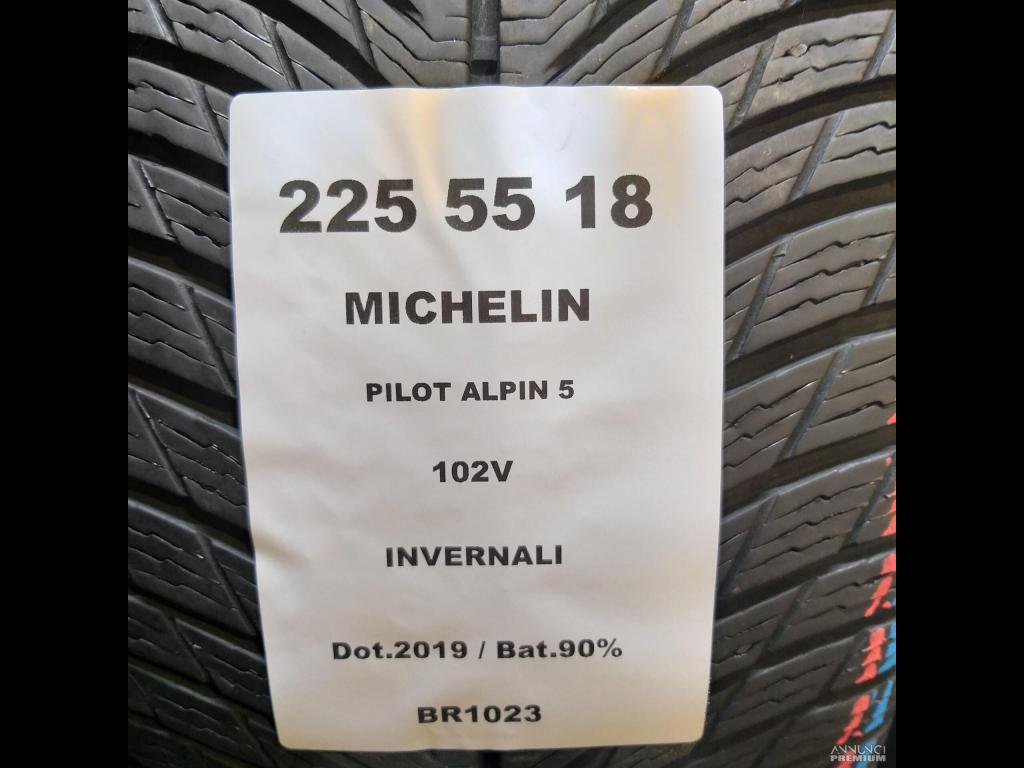 225 55 18
MICHELIN
PILOT ALPIN 5
102V
INVERNALI
Dot.2019 / Bat.90%
BR1023
ANNUNCI
PREMIUM